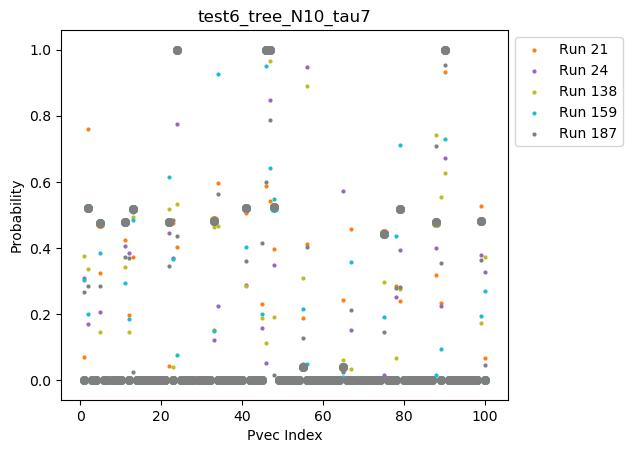 test6_tree_N10_tau7
Probability
1.0
0.8
0.6
0.4
0.2
0.0
0
20
40
60
80
100
Pvec Index
Run 21
Run 24
Run 138
Run 159
Run 187